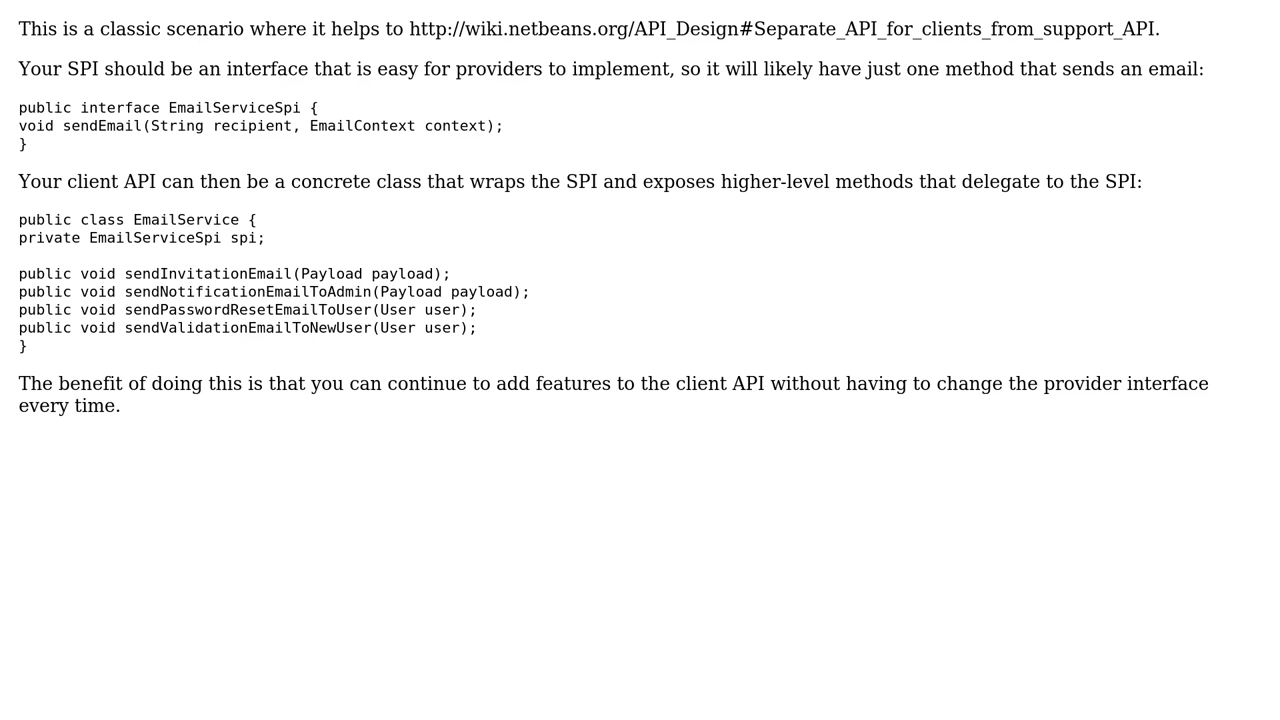 This is a classic scenario where it helps to http://wiki.netbeans.org/API_Design#Separate_API_for_clients_from_support_API.
Your SPI should be an interface that is easy for providers to implement, so it will likely have just one method that sends an email:
public interface EmailServiceSpi {
void sendEmail(String recipient, EmailContext context);
}
Your client API can then be a concrete class that wraps the SPI and exposes higher-level methods that delegate to the SPI:
public class EmailService {
private EmailServiceSpi spi;
public void sendInvitationEmail(Payload payload);
public void sendNotificationEmailToAdmin(Payload payload);
public void sendPasswordResetEmailToUser(User user);
public void sendValidationEmailToNewUser(User user);
}
The benefit of doing this is that you can continue to add features to the client API without having to change the provider interface
every time.